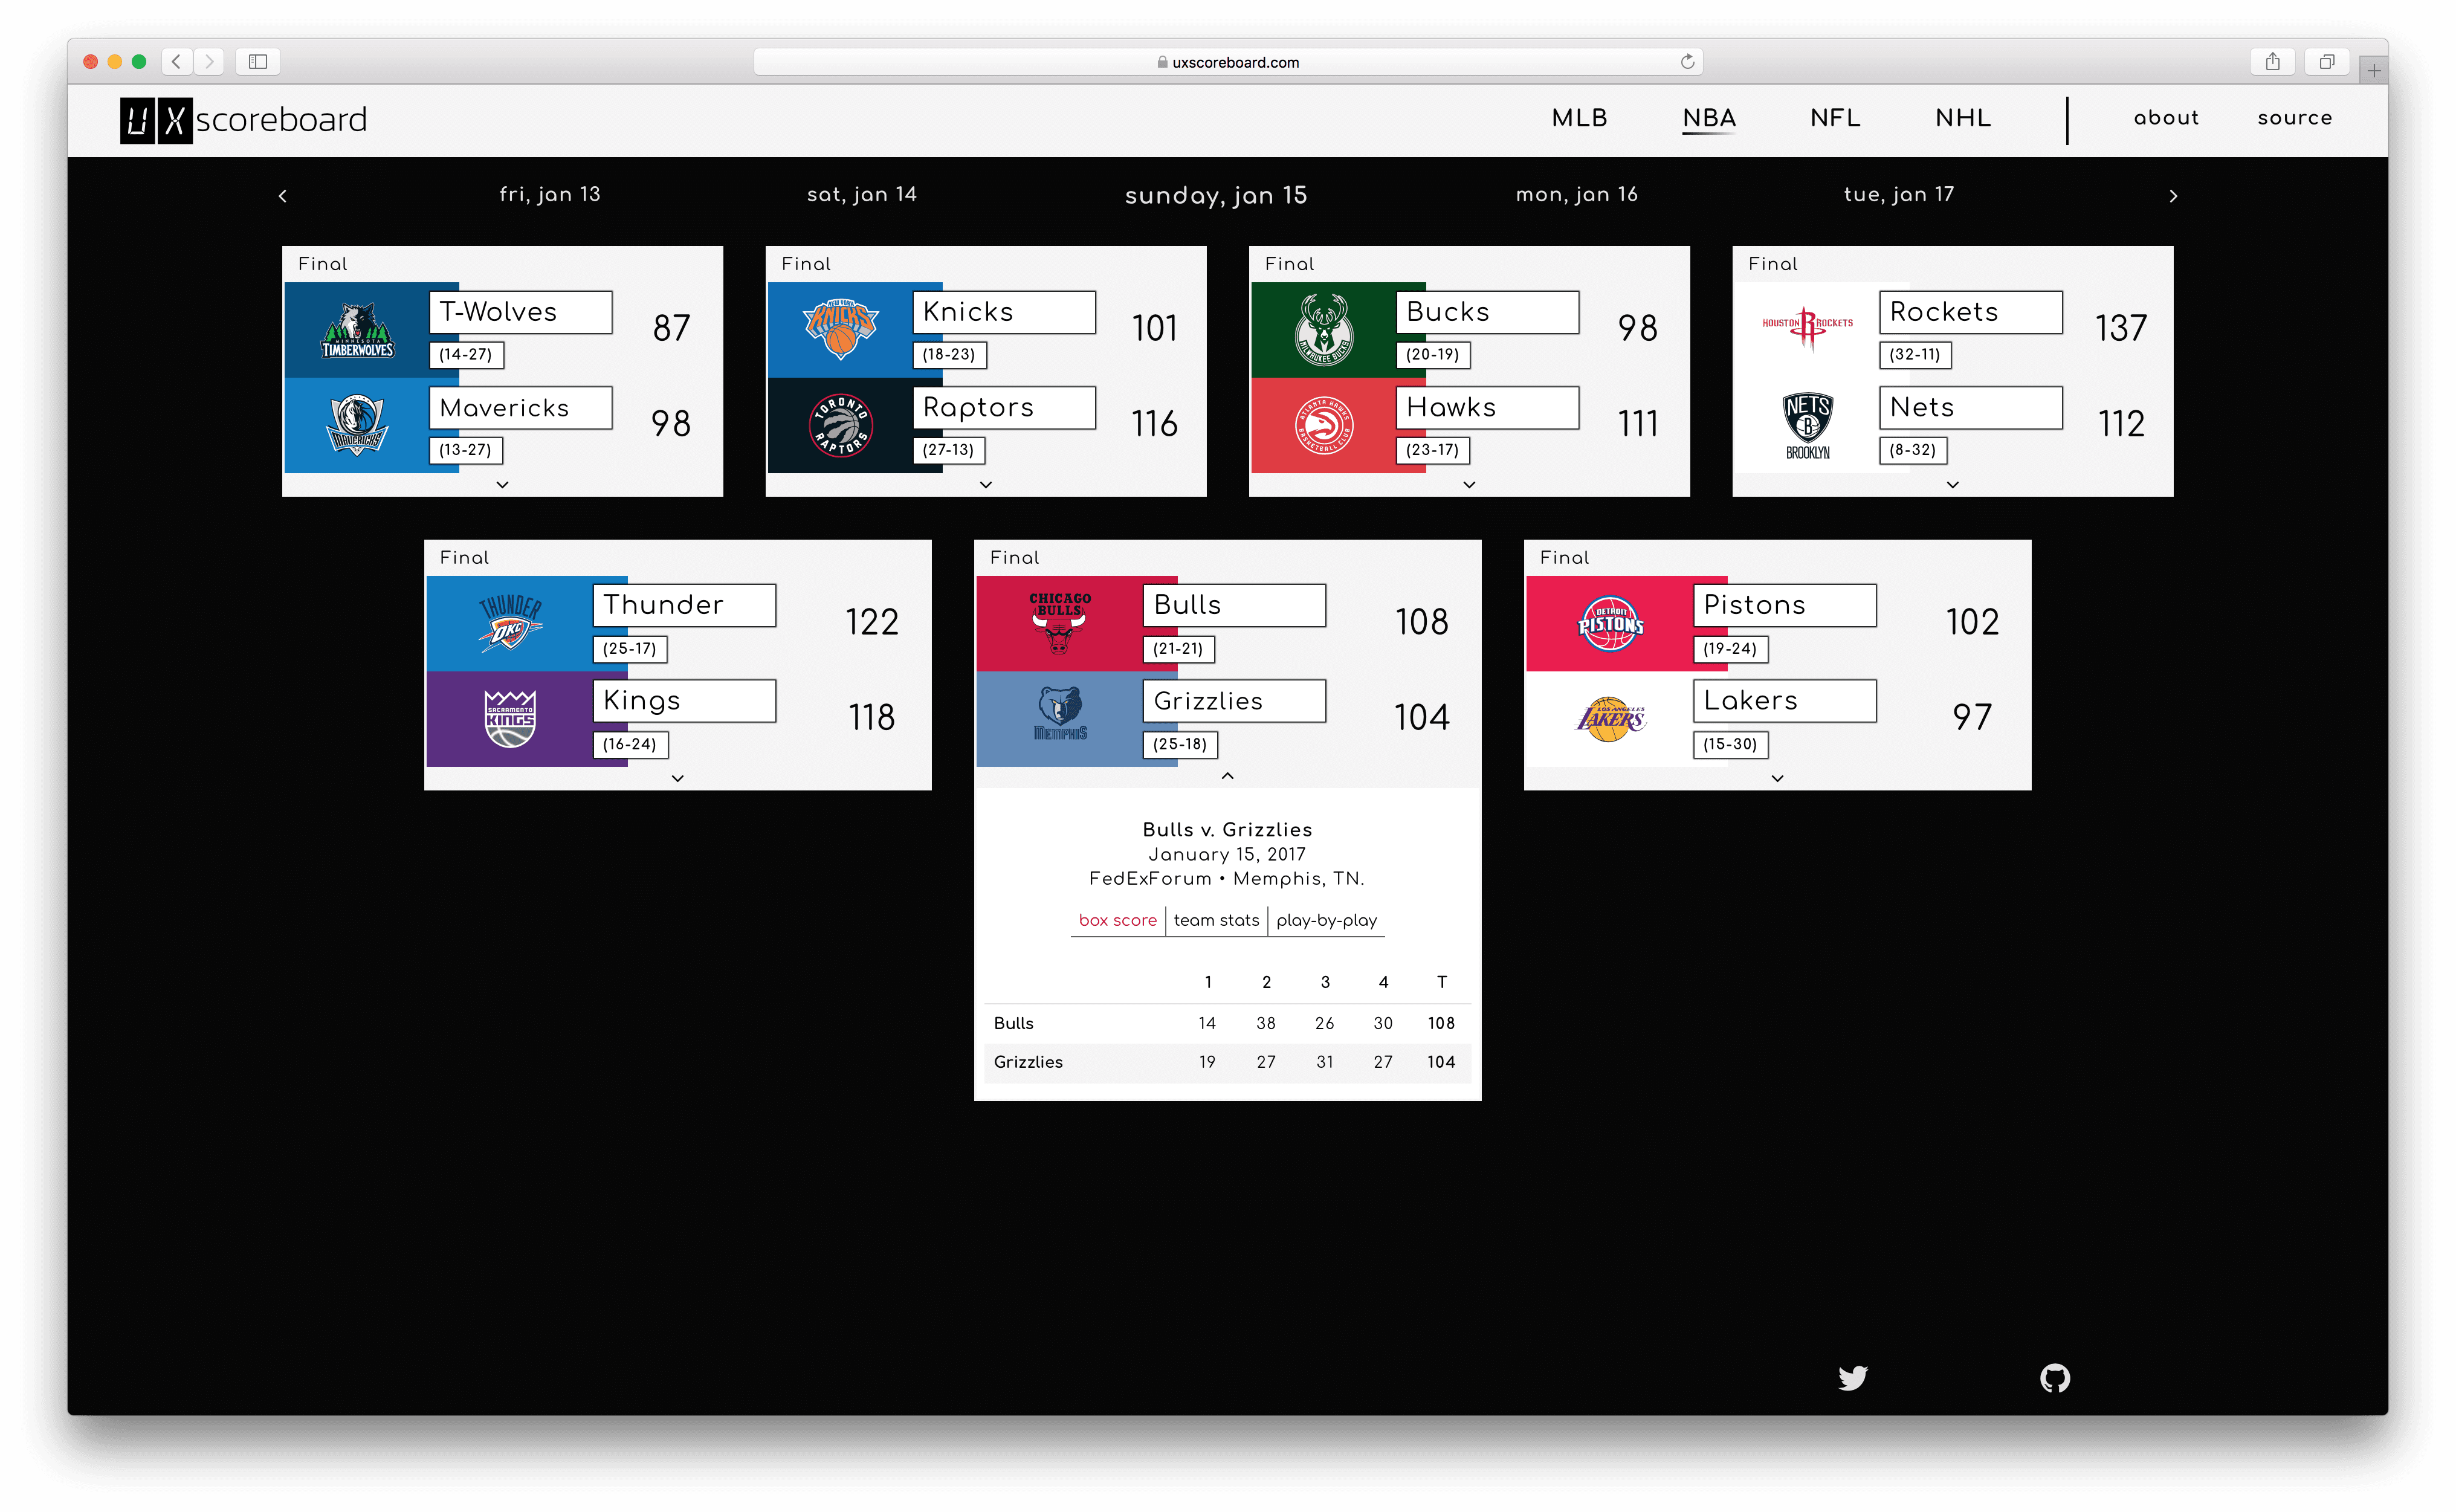 uxscoreboard.com
UX scoreboard
MLB NBA NFL NHL about source
fri, jan 13 sat, jan 14 sunday, jan 15 mon, jan 16 tue, jan 17
Final
MINNESOTA
TIMBERWOLVES
T-Wolves
(14-27)
87
MAVERICKS
Mavericks
(13-27)
98
Final
NEW YORK
KNICKS
Knicks
(18-23)
101
TORONTO
RAPTORS
Raptors
(27-13)
116
Final
MILWAUKEE BUCKS
Bucks
(20-19)
98
ATLANTA HAWKS
BASKETBALL CLUB
Hawks
(23-17)
111
Final
HOUSTON R ROCKETS
Rockets
(32-11)
137
NETS
B
BROOKLYN
Nets
(8-32)
112
Final
THUNDER
OKC
Thunder
(25-17)
122
SACRAMENTO
KINGS
Kings
(16-24)
118
Final
CHICAGO
BULLS
Bulls
(21-21)
108
MEMPHIS
Grizzlies
(25-18)
104
Bulls v. Grizzlies
January 15, 2017
FedExForum • Memphis, TN.
box score team stats play-by-play
1 2 3 4 T
Bulls 14 38 26 30 108
Grizzlies 19 27 31 27 104
Final
DETROIT
PISTONS
Pistons
(19-24)
102
LOS ANGELES
LAKERS
Lakers
(15-30)
97